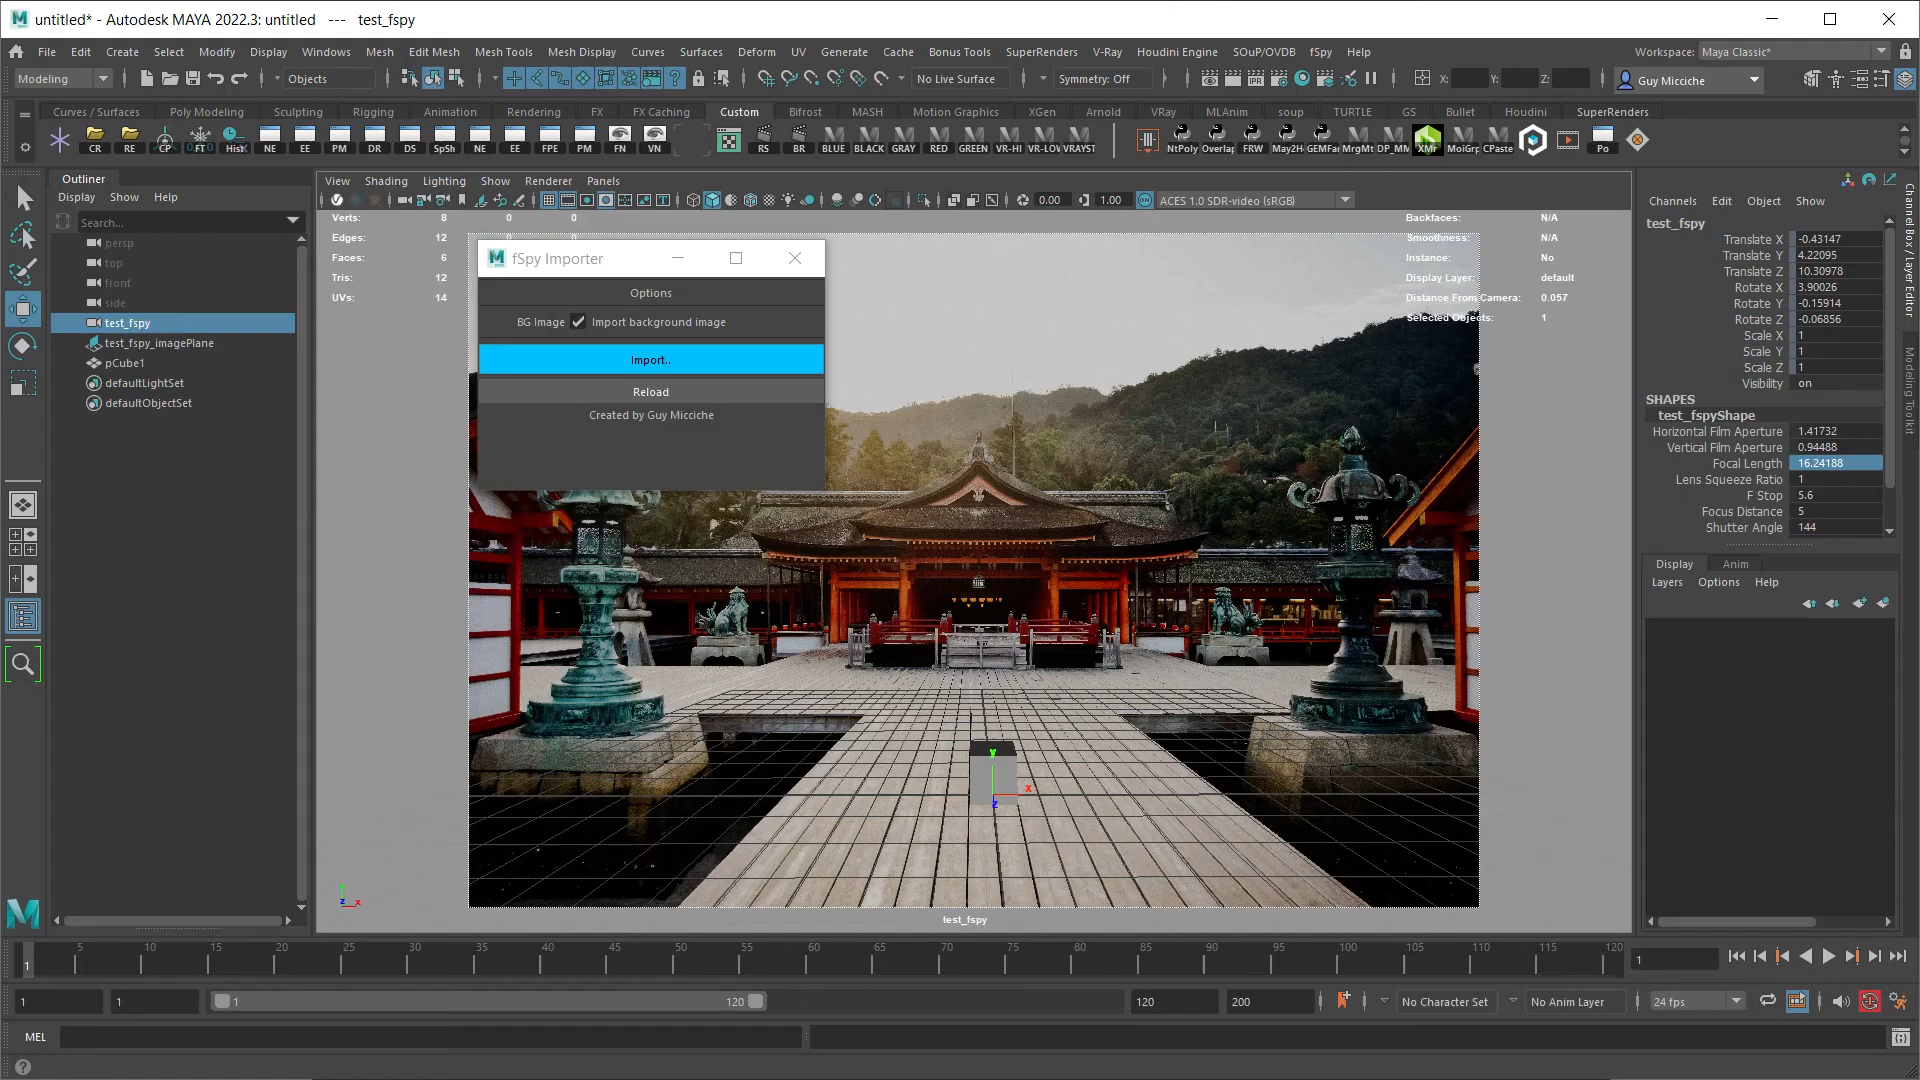 untitled* - Autodesk MAYA 2022.3: untitled --- test_fspy
File Edit Create Select Modify Display Windows Mesh Edit Mesh Mesh Tools Mesh Display Curves Surfaces Deform UV Generate Cache Bonus Tools SuperRenders V-Ray Houdini Engine SOuP/OVDB fSpy Help Workspace: Maya Classic*
Modeling Objects No Live Surface Symmetry: Off X: Y: Z: Guy Micciche
Curves / Surfaces Poly Modeling Sculpting Rigging Animation Rendering FX FX Caching Custom Bifrost MASH Motion Graphics XGen Arnold VRay MLAnim soup TURTLE GS Bullet Houdini SuperRenders
CR RE CP FT Hist NE EE PM DR DS SpSh NE EE FPE PM FN VN RS BR BLUE BLACK GRAY RED GREEN VR-HI VR-LOV VRAYST NtPoly Overlap FRW May2H GEMFar MrgMt DP_MM XMr MoiGrp CPaste Po
Outliner
Display Show Help
Search...
persp
top
front
side
test_fspy
test_fspy_imagePlane
pCube1
defaultLightSet
defaultObjectSet
View Shading Lighting Show Renderer Panels
0.00 1.00 ACES 1.0 SDR-video (sRGB)
Verts: 8 0 0
Edges: 12 0 0
Faces: 6
Tris: 12
UVs: 14
fSpy Importer
Options
BG Image Import background image
Import..
Reload
Created by Guy Micciche
Backfaces: N/A
Smoothness: N/A
Instance: No
Display Layer: default
Distance From Camera: 0.057
Selected Objects: 1
y
x
z
z x
test_fspy
Channels Edit Object Show
test_fspy
Translate X -0.43147
Translate Y 4.22095
Translate Z 10.30978
Rotate X 3.90026
Rotate Y -0.15914
Rotate Z -0.06856
Scale X 1
Scale Y 1
Scale Z 1
Visibility on
SHAPES
test_fspyShape
Horizontal Film Aperture 1.41732
Vertical Film Aperture 0.94488
Focal Length 16.24188
Lens Squeeze Ratio 1
F Stop 5.6
Focus Distance 5
Shutter Angle 144
Display Anim
Layers Options Help
Channel Box / Layer Editor
Modeling Toolkit
5 10 15 20 25 30 35 40 45 50 55 60 65 70 75 80 85 90 95 100 105 110 115 120
1 1
1 1 1 120 120 200 No Character Set No Anim Layer 24 fps
MEL